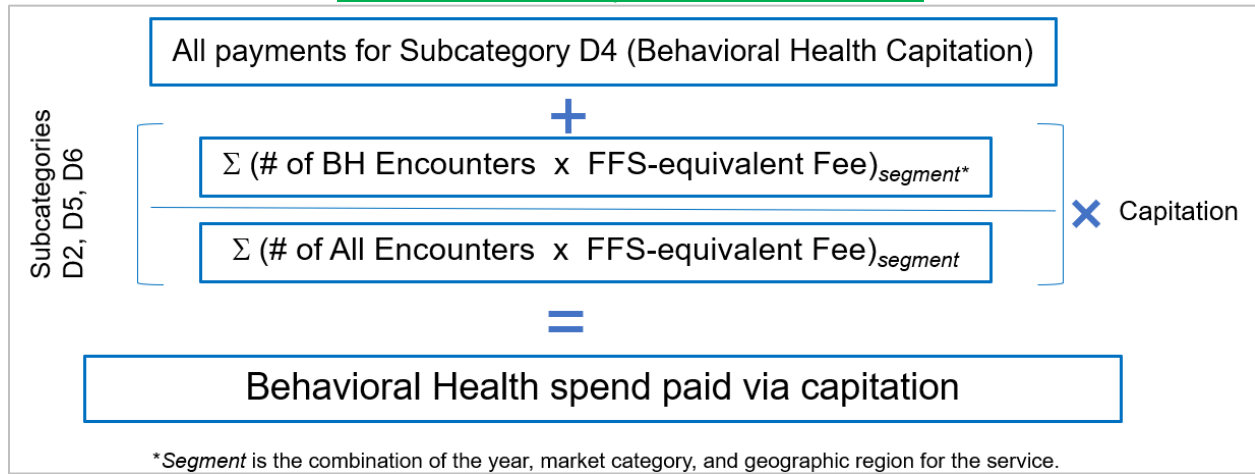 All payments for Subcategory D4 (Behavioral Health Capitation)
+
Subcategories
D2, D5, D6
Σ (# of BH Encounters x FFS-equivalent Fee)segment*
Σ (# of All Encounters x FFS-equivalent Fee)segment
× Capitation
=
Behavioral Health spend paid via capitation
*Segment is the combination of the year, market category, and geographic region for the service.